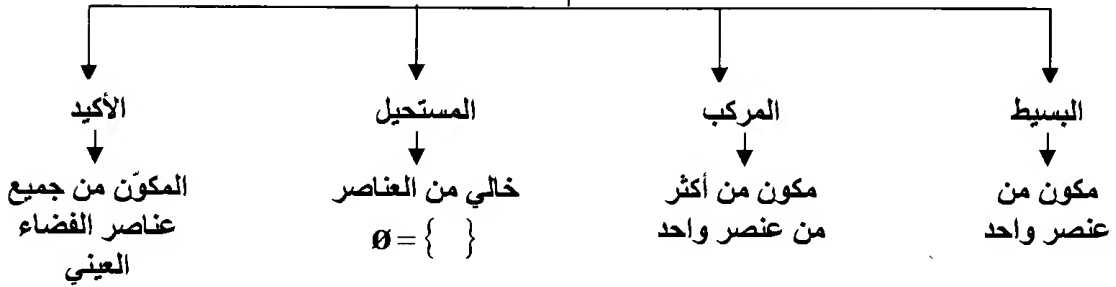 البسيط
مكون من
عنصر واحد
المركب
مكون من أكثر
من عنصر واحد
المستحيل
خالي من العناصر
Ø = { }
الأكيد
المكوّن من جميع
عناصر الفضاء
العيني